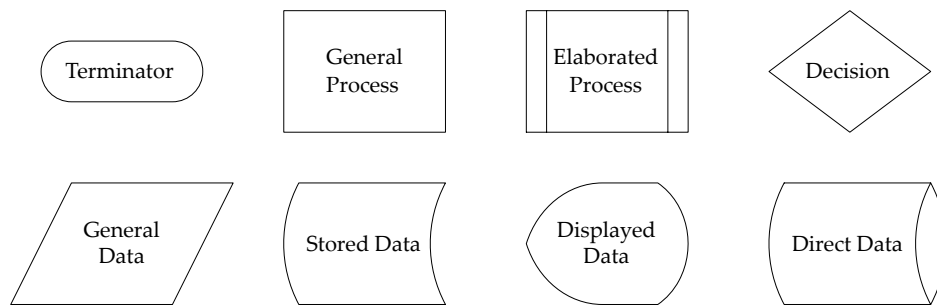 Terminator
General
Process
Elaborated
Process
Decision
General
Data
Stored Data
Displayed
Data
Direct Data